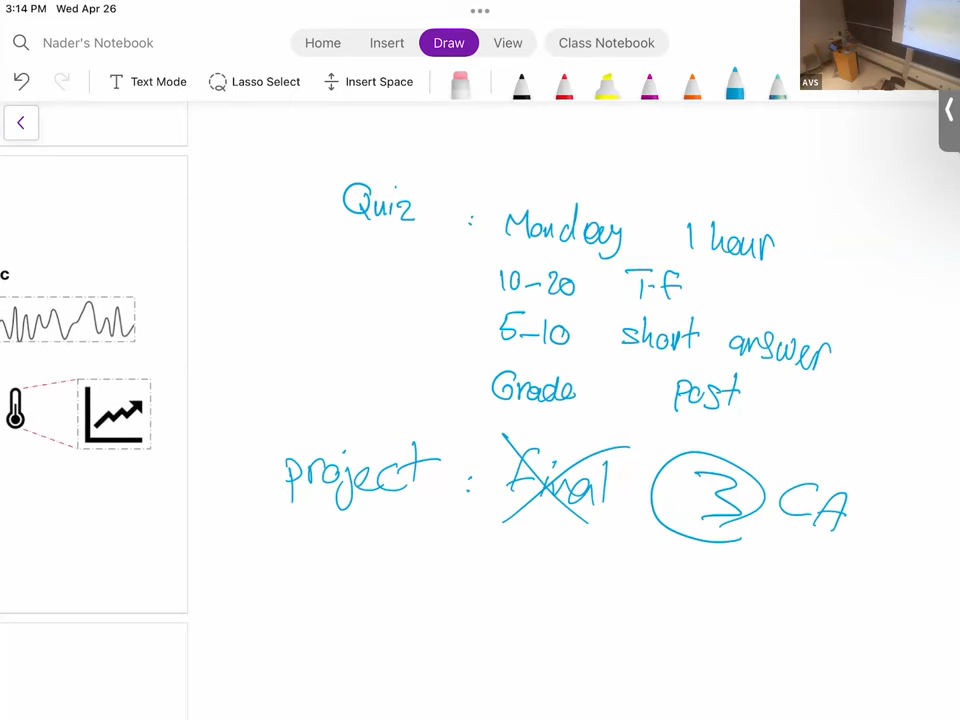 3:14 PM Wed Apr 26
Nader's Notebook
Home Insert Draw View Class Notebook
Text Mode Lasso Select Insert Space
AVS
c
Quiz : Monday 1 hour
10-20 T-F
5-10 short answer
Grade post
project : final 3 CA